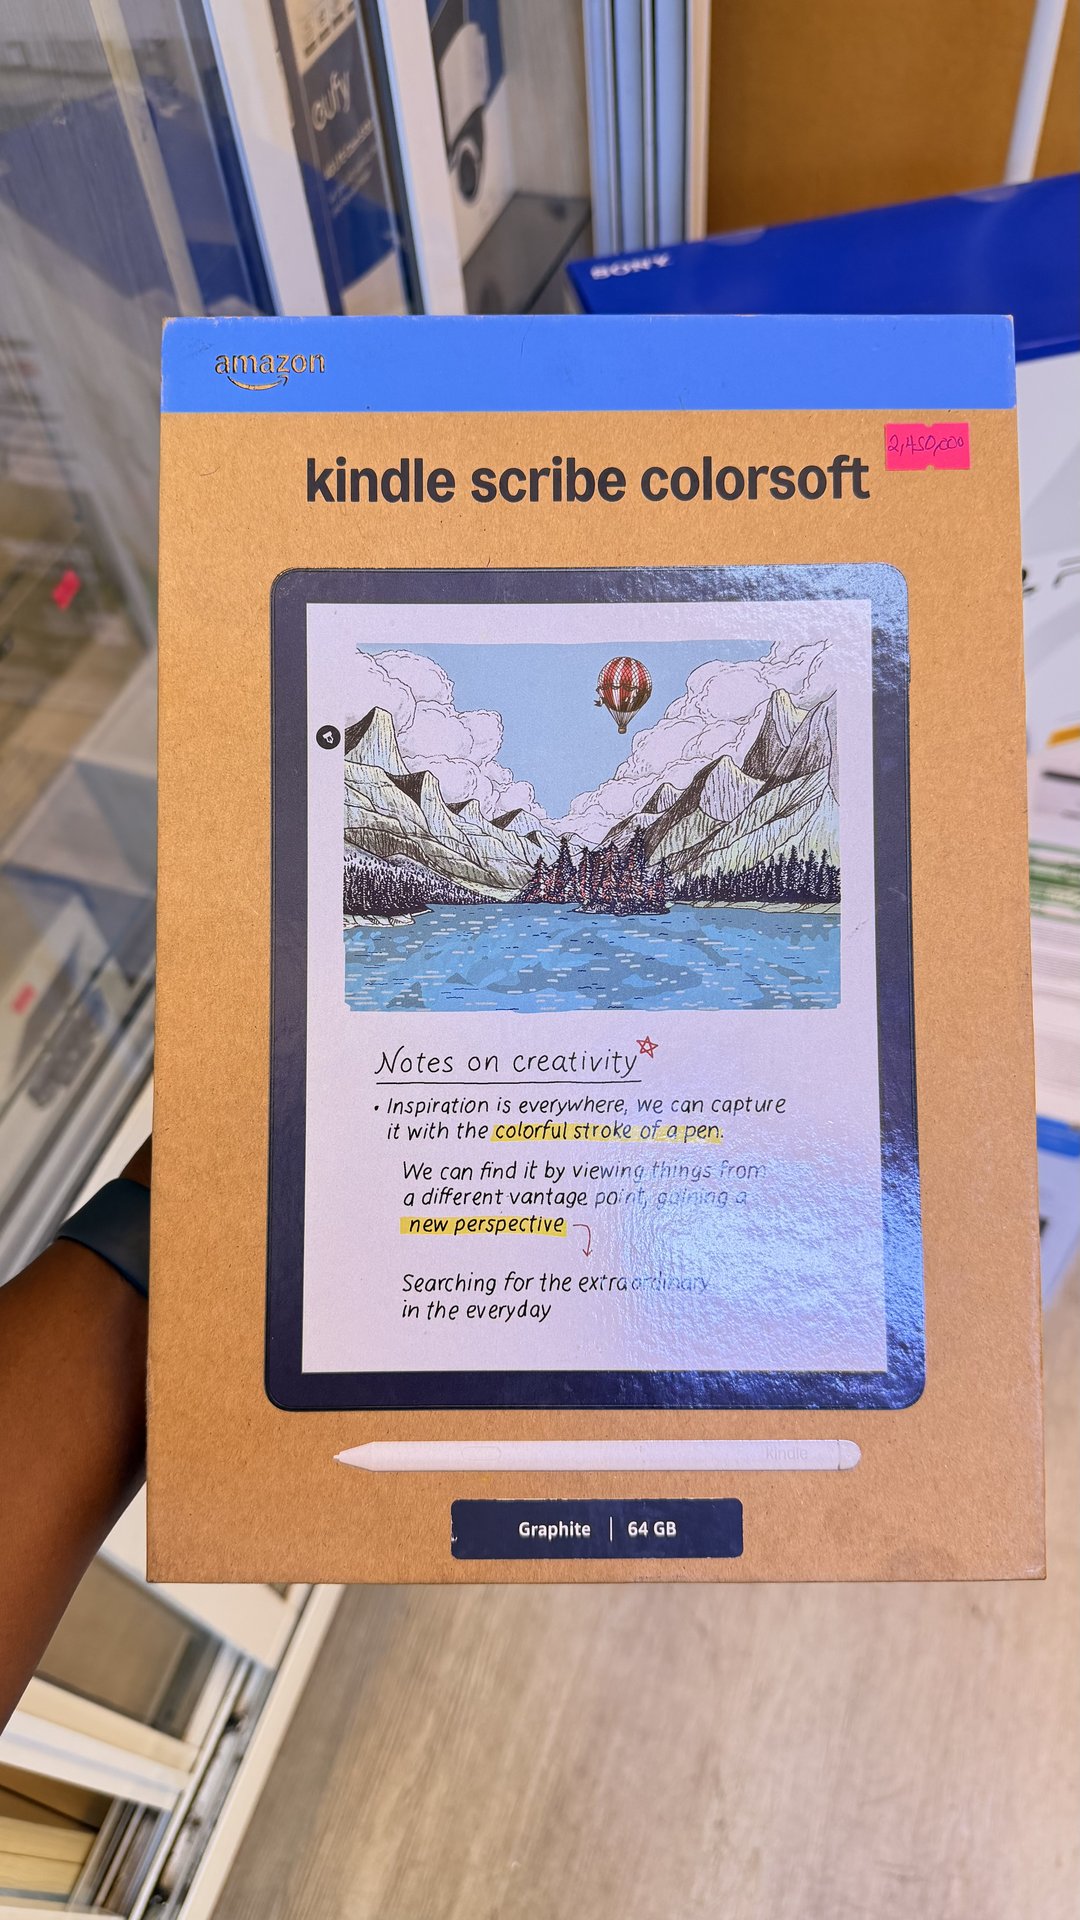 eufy
SONY
amazon
2,450,000
kindle scribe colorsoft
Notes on creativity
• Inspiration is everywhere, we can capture
it with the colorful stroke of a pen.
We can find it by viewing things from
a different vantage point, gaining a
new perspective
Searching for the extraordinary
in the everyday
kindle
Graphite | 64 GB